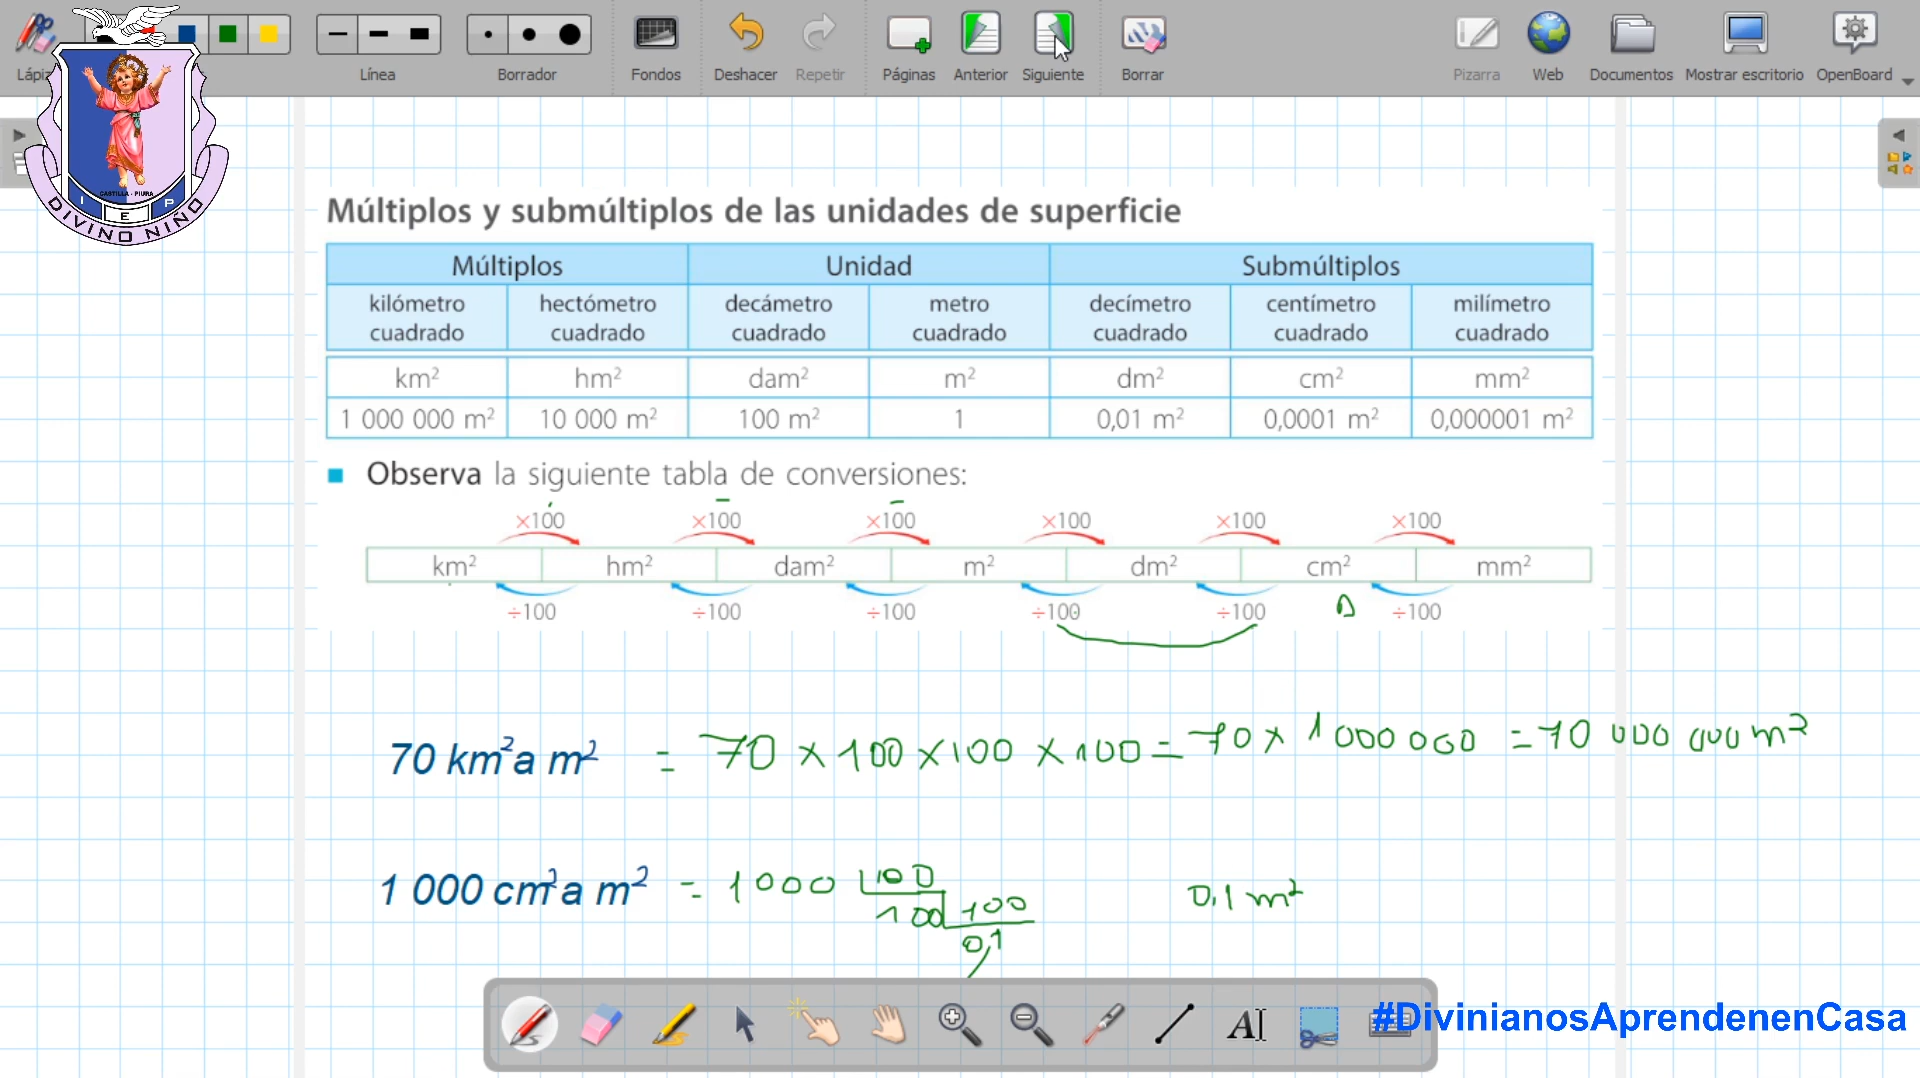 Lápiz
Línea
Borrador
Fondos
Deshacer
Repetir
Páginas
Anterior
Siguiente
Borrar
Pizarra
Web
Documentos
Mostrar escritorio
OpenBoard
CASTILLA - PIURA
I E P
DIVINO NIÑO
Múltiplos y submúltiplos de las unidades de superficie
Múltiplos Unidad Submúltiplos
kilómetro cuadrado hectómetro cuadrado decámetro cuadrado metro cuadrado decímetro cuadrado centímetro cuadrado milímetro cuadrado
km² hm² dam² m² dm² cm² mm²
1 000 000 m² 10 000 m² 100 m² 1 0,01 m² 0,0001 m² 0,000001 m²
Observa la siguiente tabla de conversiones:
×100 ×100 ×100 ×100 ×100 ×100
km² hm² dam² m² dm² cm² mm²
÷100 ÷100 ÷100 ÷100 ÷100 ÷100
70 km² a m² = 70 × 100 × 100 × 100 = 70 × 1 000 000 = 70 000 000 m²
1 000 cm² a m² = 1000 100 0,1 m²
100 100
0,1
#DivinianosAprendenenCasa